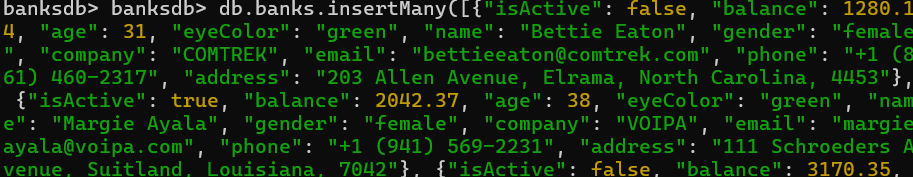 banksdb> banksdb> db.banks.insertMany([{"isActive": false, "balance": 1280.1
4, "age": 31, "eyeColor": "green", "name": "Bettie Eaton", "gender": "female
", "company": "COMTREK", "email": "bettieeaton@comtrek.com", "phone": "+1 (8
61) 460-2317", "address": "203 Allen Avenue, Elrama, North Carolina, 4453"},
{"isActive": true, "balance": 2042.37, "age": 38, "eyeColor": "green", "nam
e": "Margie Ayala", "gender": "female", "company": "VOIPA", "email": "margie
ayala@voipa.com", "phone": "+1 (941) 569-2231", "address": "111 Schroeders A
venue, Suitland, Louisiana, 7042"}, {"isActive": false, "balance": 3170.35,